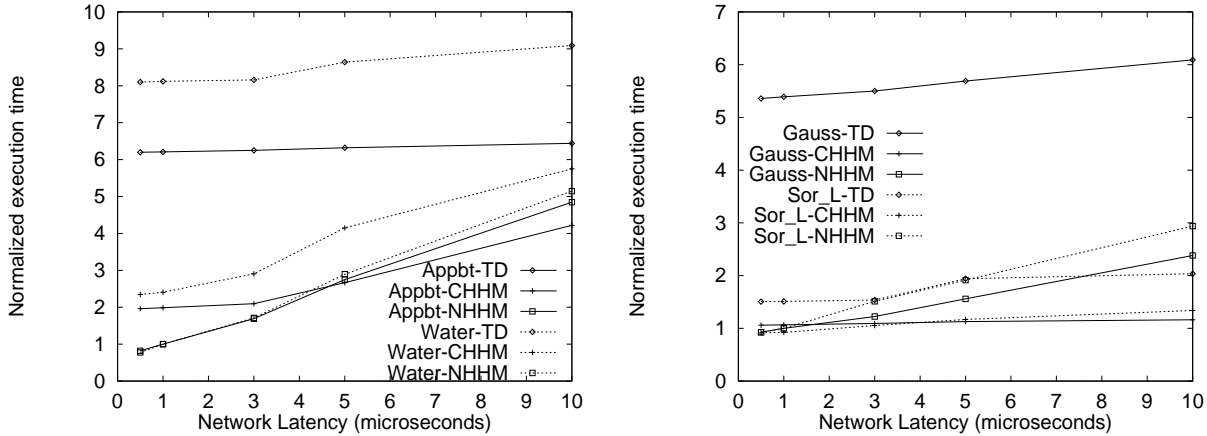 Normalized execution time
10
9
8
7
6
5
4
3
2
1
0
Appbt-TD
Appbt-CHHM
Appbt-NHHM
Water-TD
Water-CHHM
Water-NHHM
0 1 2 3 4 5 6 7 8 9 10
Network Latency (microseconds)
Normalized execution time
7
6
5
4
3
2
1
0
Gauss-TD
Gauss-CHHM
Gauss-NHHM
Sor_L-TD
Sor_L-CHHM
Sor_L-NHHM
0 1 2 3 4 5 6 7 8 9 10
Network Latency (microseconds)